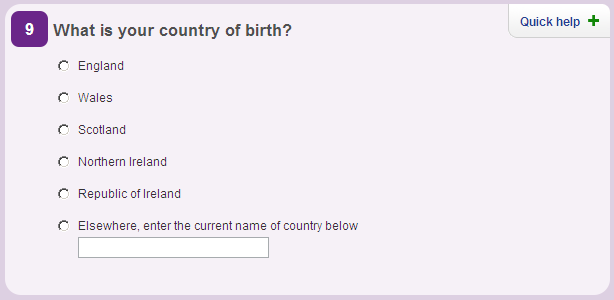 9 What is your country of birth?
Quick help +
England
Wales
Scotland
Northern Ireland
Republic of Ireland
Elsewhere, enter the current name of country below